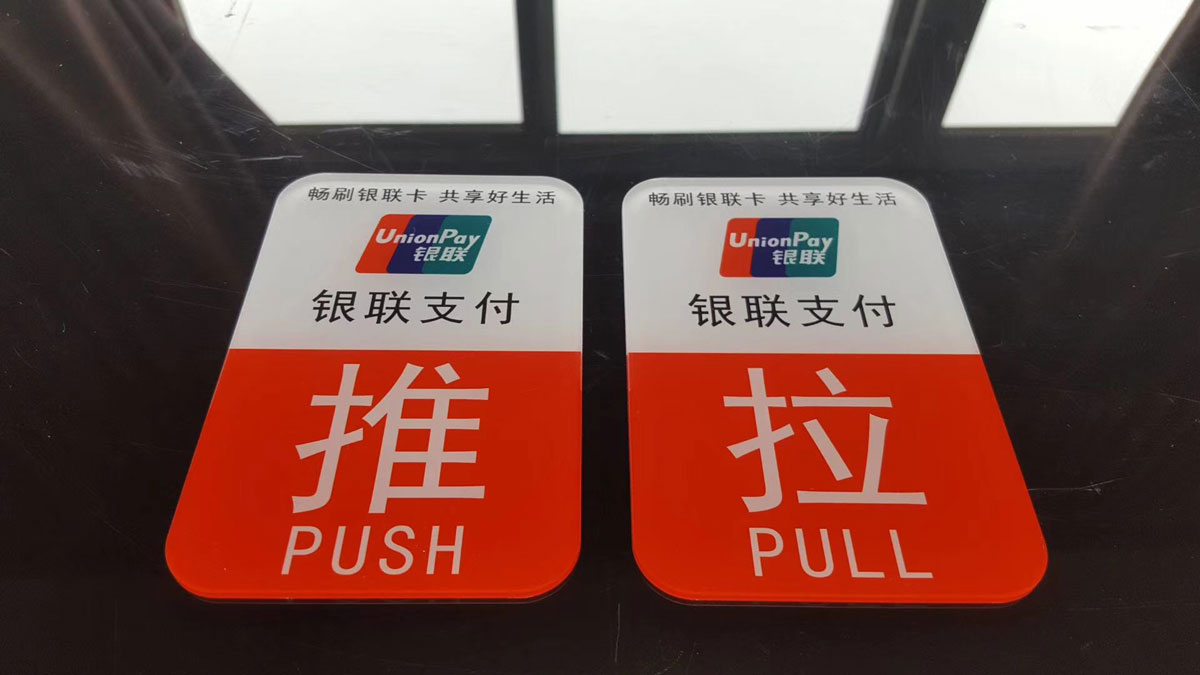 畅刷银联卡 共享好生活
UnionPay
银联
银联支付
推
PUSH
畅刷银联卡 共享好生活
UnionPay
银联
银联支付
拉
PULL